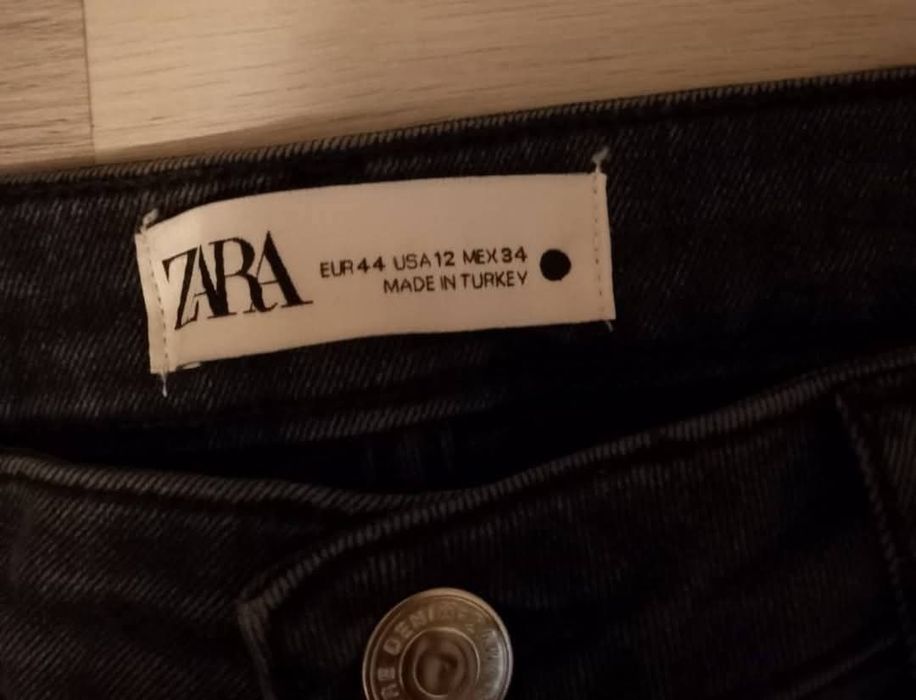 ZARA
EUR 44 USA 12 MEX 34
MADE IN TURKEY